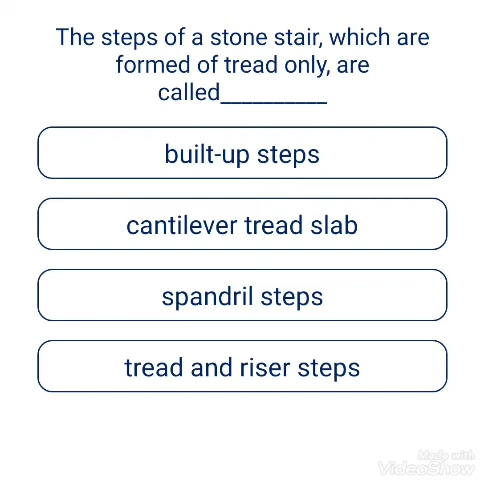 The steps of a stone stair, which are
formed of tread only, are
called__________
built-up steps
cantilever tread slab
spandril steps
tread and riser steps
Made with
VideoShow